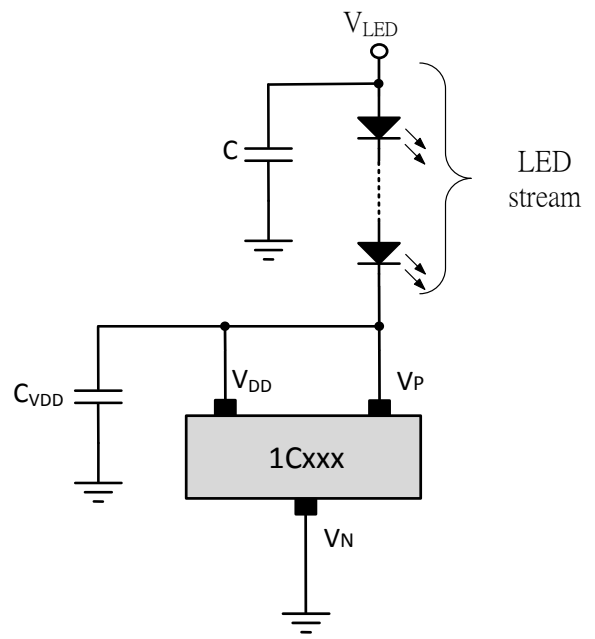 VLED
C
LED
stream
CVDD
VDD
VP
1Cxxx
VN